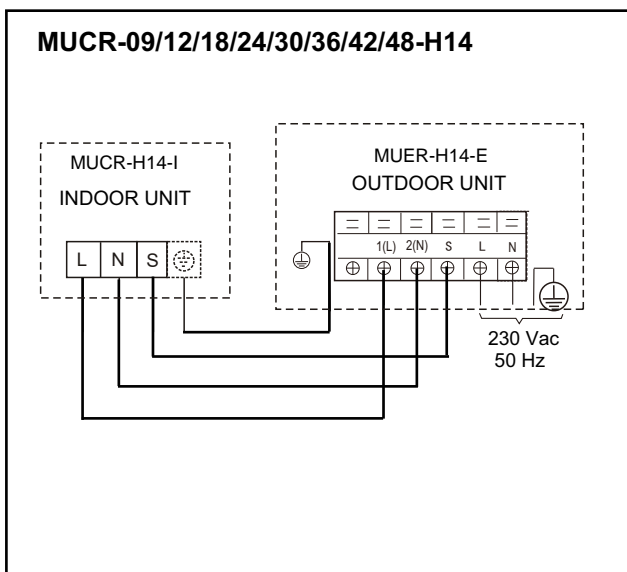 MUCR-09/12/18/24/30/36/42/48-H14
MUCR-H14-I
INDOOR UNIT
L N S
MUER-H14-E
OUTDOOR UNIT
1(L) 2(N) S L N
230 Vac
50 Hz